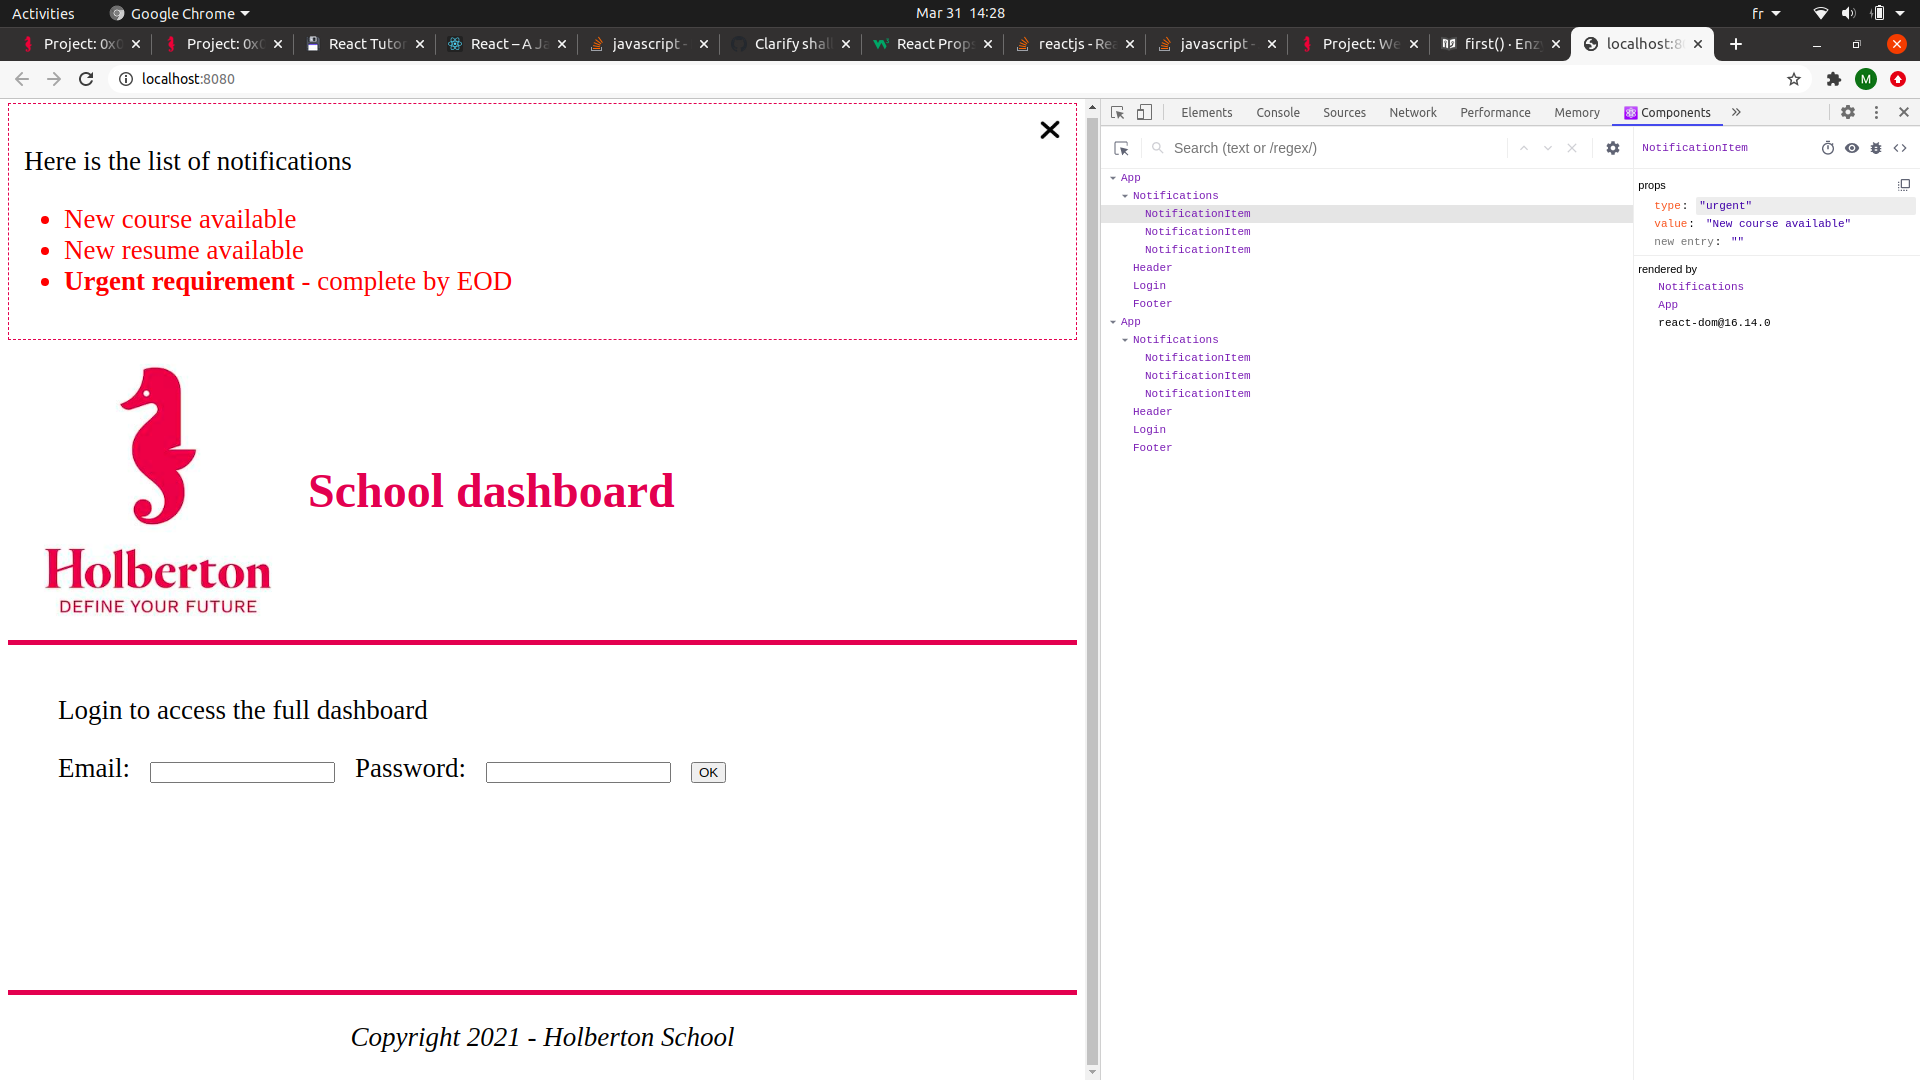 Activities Google Chrome Mar 31 14:28 fr
Project: 0x0 Project: 0x0 React Tutor React – A Ja javascript - Clarify shal React Props reactjs - Rea javascript - Project: We first() · Enzy localhost:8
localhost:8080 M
Elements Console Sources Network Performance Memory Components
Search (text or /regex/) NotificationItem
Here is the list of notifications
New course available
New resume available
Urgent requirement - complete by EOD
Holberton
DEFINE YOUR FUTURE
School dashboard
Login to access the full dashboard
Email: Password: OK
Copyright 2021 - Holberton School
App
Notifications
NotificationItem
NotificationItem
NotificationItem
Header
Login
Footer
App
Notifications
NotificationItem
NotificationItem
NotificationItem
Header
Login
Footer
props
type: "urgent"
value: "New course available"
new entry: ""
rendered by
Notifications
App
react-dom@16.14.0